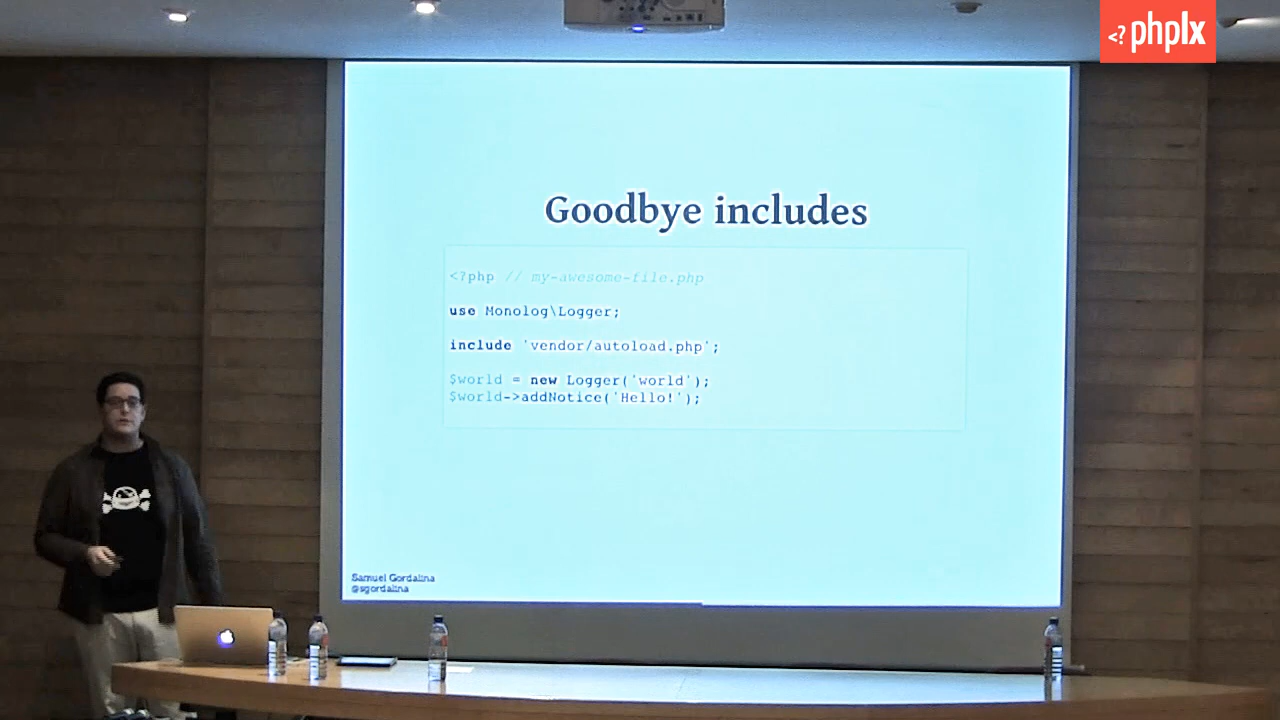 <? phplx
Goodbye includes
<?php // my-awesome-file.php
use Monolog\Logger;
include 'vendor/autoload.php';
$world = new Logger('world');
$world->addNotice('Hello!');
Samuel Gordalina
@sgordalina